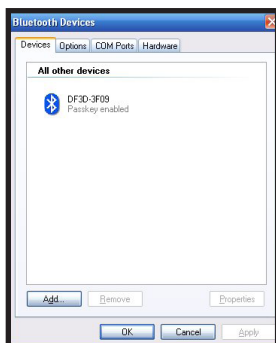 Bluetooth Devices
Devices Options COM Ports Hardware
All other devices
DF3D-3F09
Passkey enabled
Add... Remove Properties
OK Cancel Apply